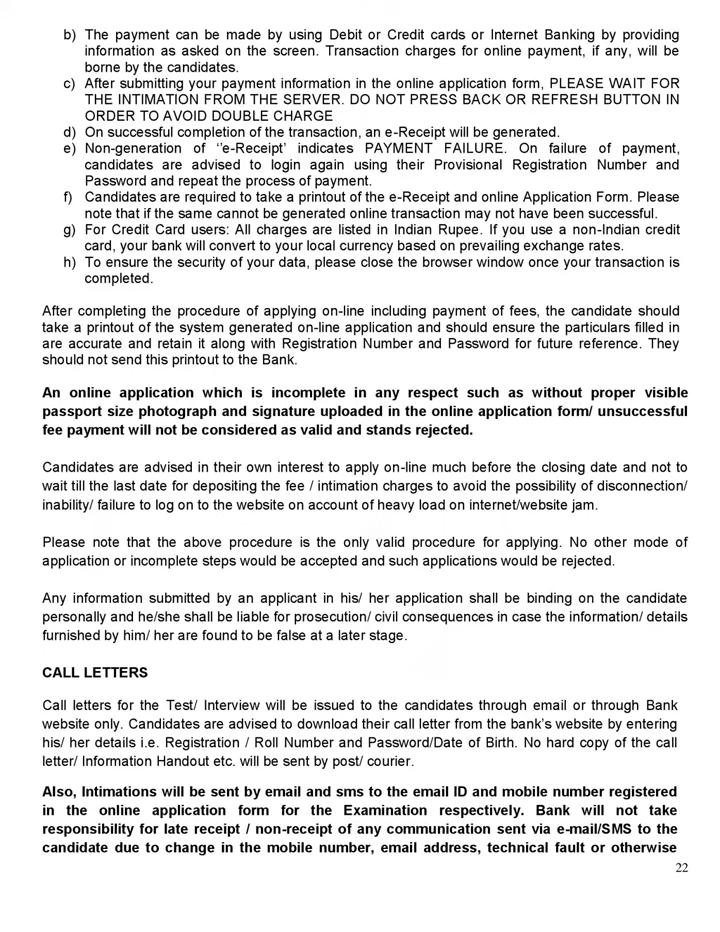 b) The payment can be made by using Debit or Credit cards or Internet Banking by providing
information as asked on the screen. Transaction charges for online payment, if any, will be
borne by the candidates.
c) After submitting your payment information in the online application form, PLEASE WAIT FOR
THE INTIMATION FROM THE SERVER. DO NOT PRESS BACK OR REFRESH BUTTON IN
ORDER TO AVOID DOUBLE CHARGE
d) On successful completion of the transaction, an e-Receipt will be generated.
e) Non-generation of ‘'e-Receipt’ indicates PAYMENT FAILURE. On failure of payment,
candidates are advised to login again using their Provisional Registration Number and
Password and repeat the process of payment.
f) Candidates are required to take a printout of the e-Receipt and online Application Form. Please
note that if the same cannot be generated online transaction may not have been successful.
g) For Credit Card users: All charges are listed in Indian Rupee. If you use a non-Indian credit
card, your bank will convert to your local currency based on prevailing exchange rates.
h) To ensure the security of your data, please close the browser window once your transaction is
completed.
After completing the procedure of applying on-line including payment of fees, the candidate should
take a printout of the system generated on-line application and should ensure the particulars filled in
are accurate and retain it along with Registration Number and Password for future reference. They
should not send this printout to the Bank.
An online application which is incomplete in any respect such as without proper visible
passport size photograph and signature uploaded in the online application form/ unsuccessful
fee payment will not be considered as valid and stands rejected.
Candidates are advised in their own interest to apply on-line much before the closing date and not to
wait till the last date for depositing the fee / intimation charges to avoid the possibility of disconnection/
inability/ failure to log on to the website on account of heavy load on internet/website jam.
Please note that the above procedure is the only valid procedure for applying. No other mode of
application or incomplete steps would be accepted and such applications would be rejected.
Any information submitted by an applicant in his/ her application shall be binding on the candidate
personally and he/she shall be liable for prosecution/ civil consequences in case the information/ details
furnished by him/ her are found to be false at a later stage.
CALL LETTERS
Call letters for the Test/ Interview will be issued to the candidates through email or through Bank
website only. Candidates are advised to download their call letter from the bank’s website by entering
his/ her details i.e. Registration / Roll Number and Password/Date of Birth. No hard copy of the call
letter/ Information Handout etc. will be sent by post/ courier.
Also, Intimations will be sent by email and sms to the email ID and mobile number registered
in the online application form for the Examination respectively. Bank will not take
responsibility for late receipt / non-receipt of any communication sent via e-mail/SMS to the
candidate due to change in the mobile number, email address, technical fault or otherwise
22